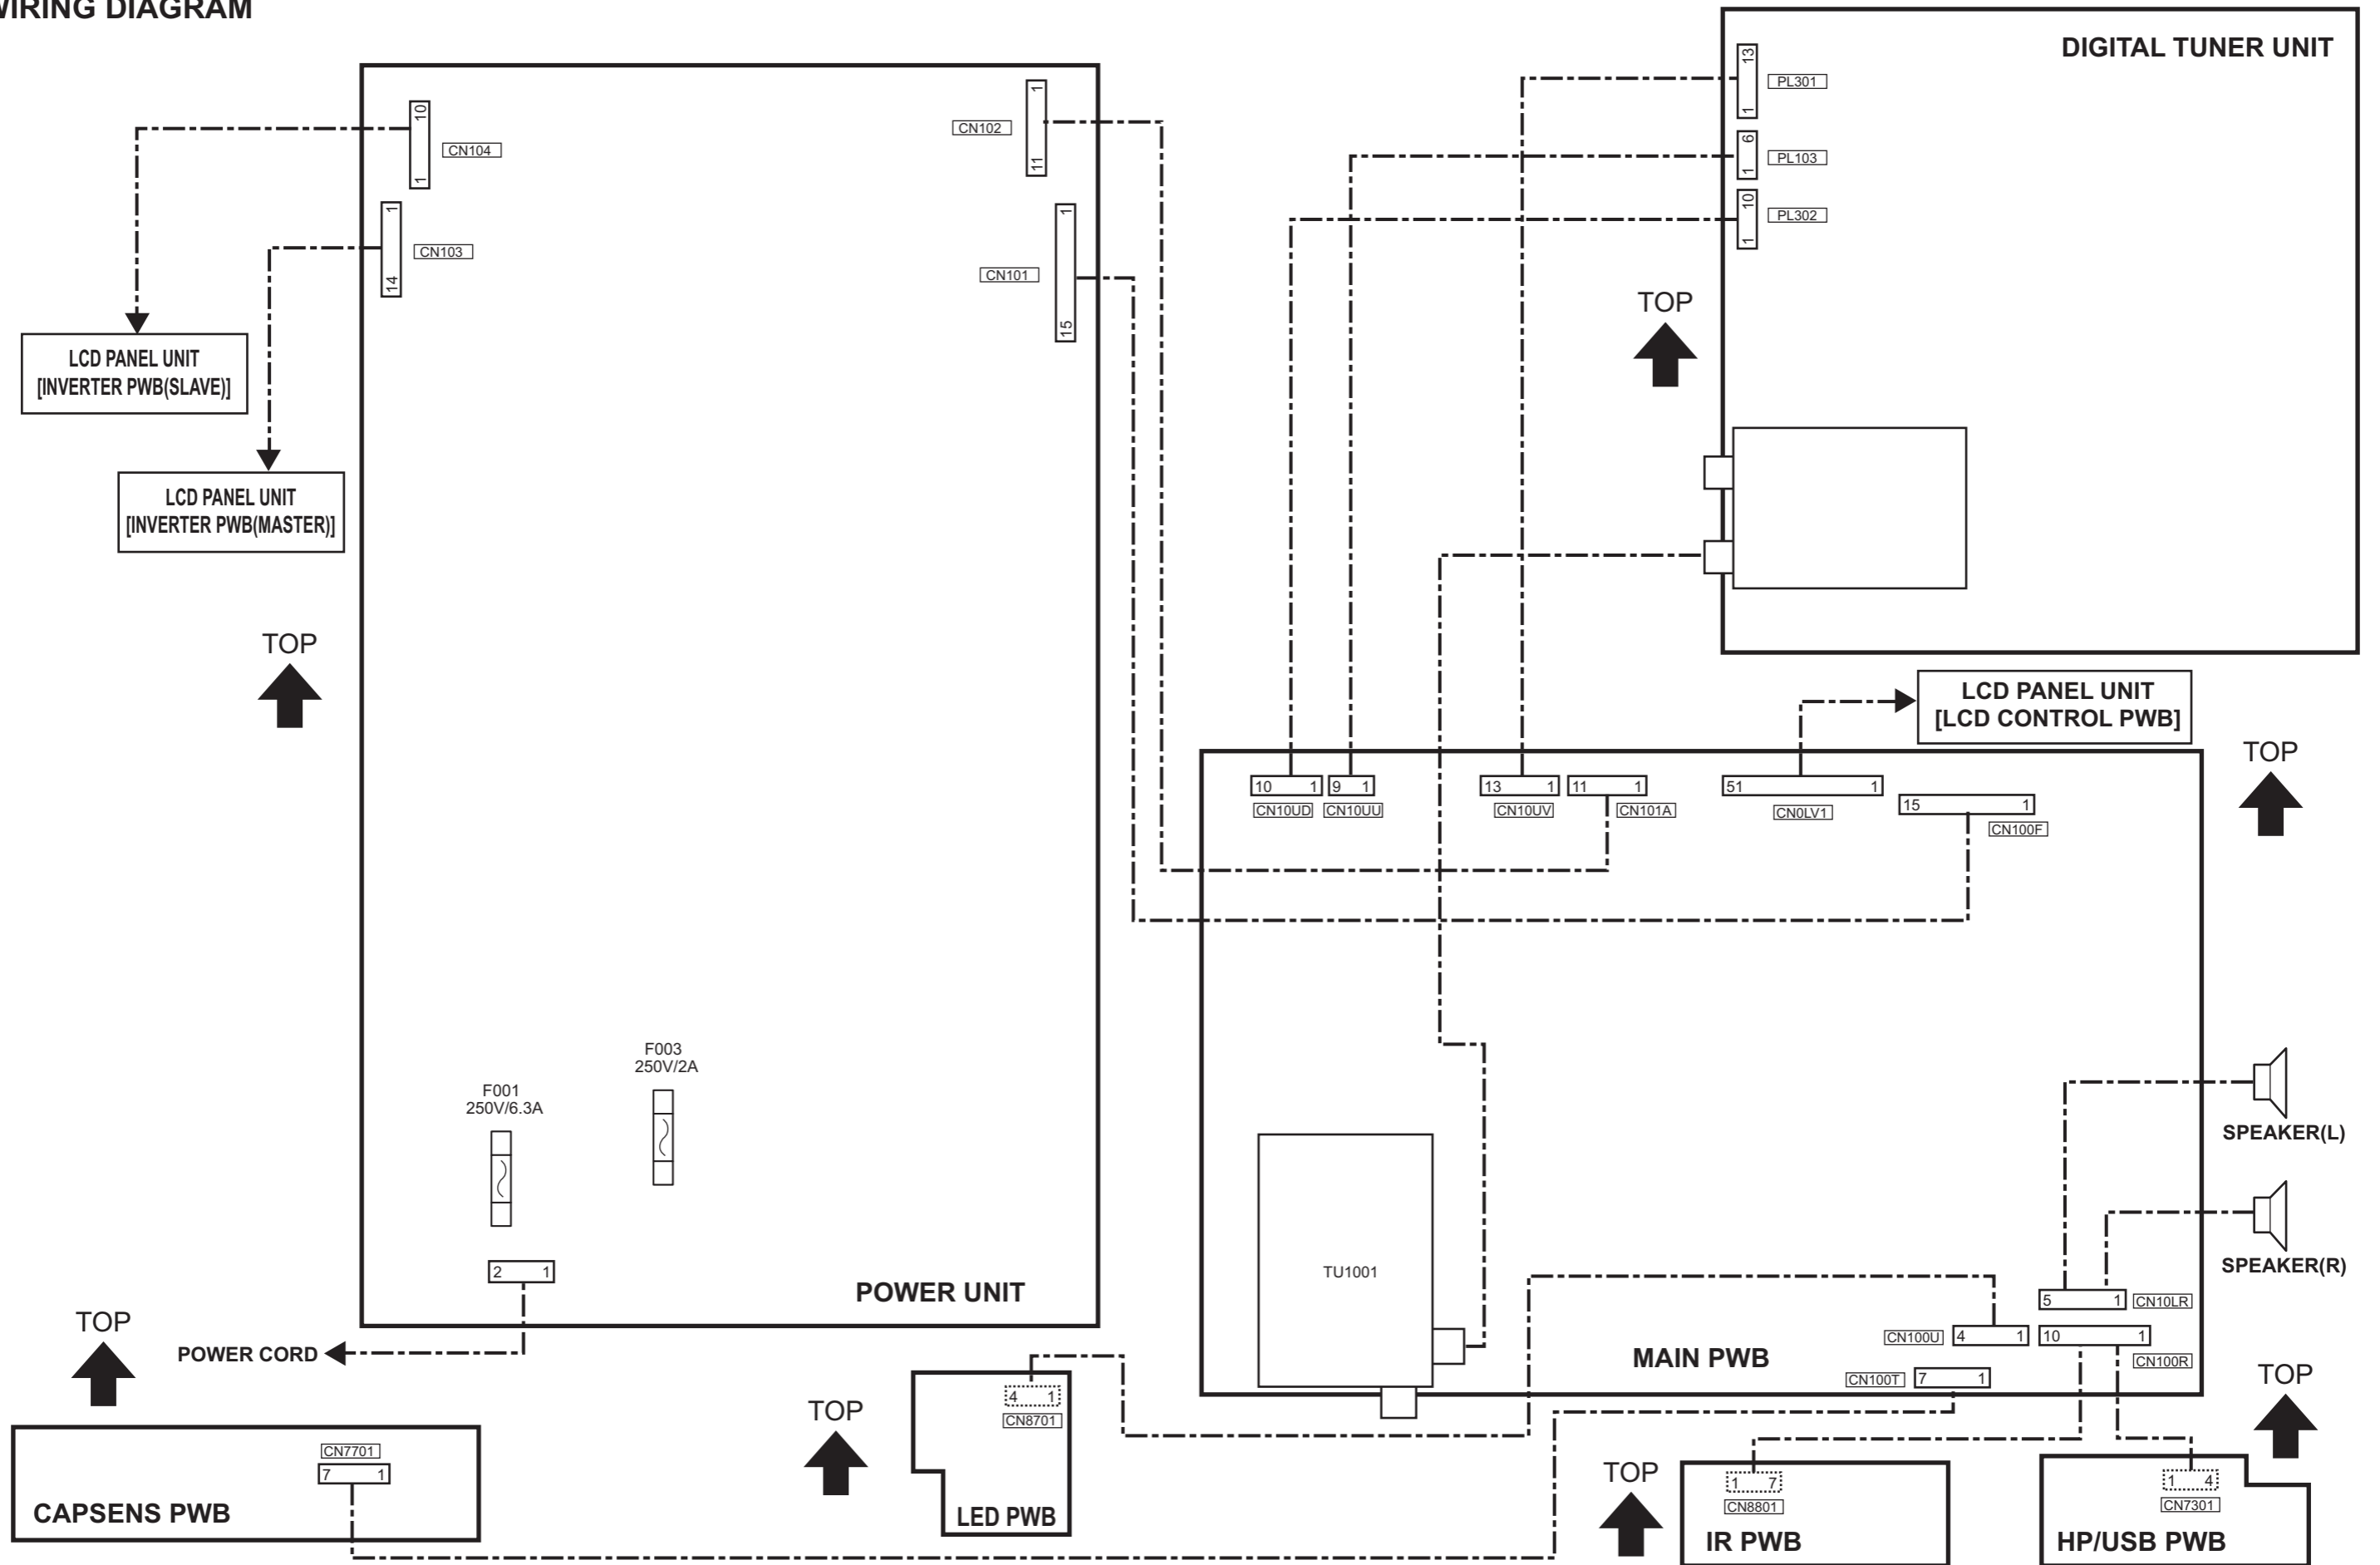 WIRING DIAGRAM
DIGITAL TUNER UNIT
13
1
PL301
6
1
PL103
10
1
PL302
TOP
10
1
CN104
1
14
CN103
CN102
1
11
CN101
1
15
LCD PANEL UNIT
[INVERTER PWB(SLAVE)]
LCD PANEL UNIT
[INVERTER PWB(MASTER)]
TOP
F003
250V/2A
F001
250V/6.3A
2 1
POWER UNIT
POWER CORD
LCD PANEL UNIT
[LCD CONTROL PWB]
TOP
10 1
CN10UD
9 1
CN10UU
13 1
CN10UV
11 1
CN101A
51 1
CN0LV1
15 1
CN100F
SPEAKER(L)
SPEAKER(R)
TU1001
5 1
CN10LR
CN100U
4 1
10 1
CN100R
MAIN PWB
CN100T
7 1
TOP
CN7701
7 1
CAPSENS PWB
TOP
4 1
CN8701
LED PWB
TOP
1 7
CN8801
IR PWB
TOP
1 4
CN7301
HP/USB PWB